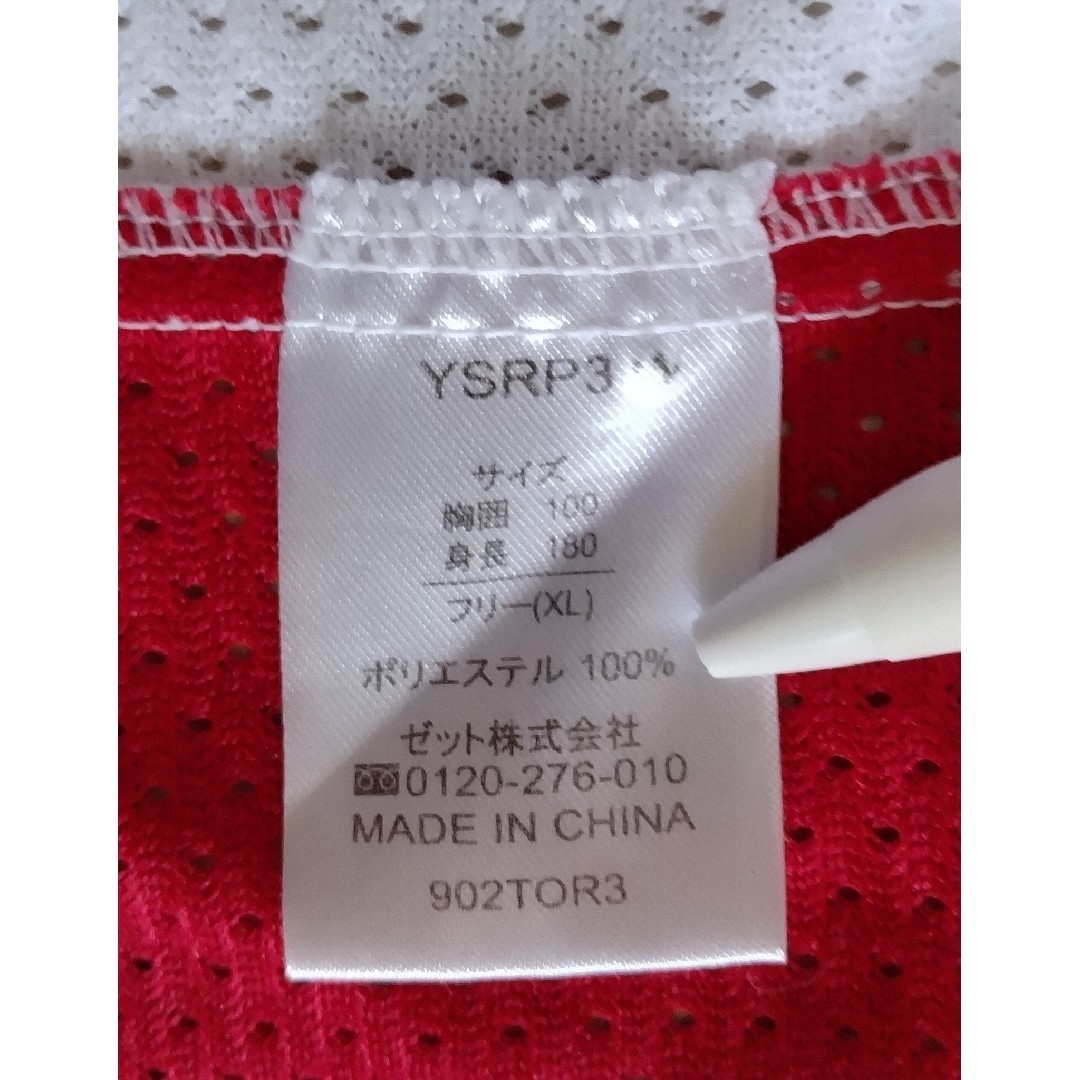 サイズ
胸囲 100
身長 180
フリー(XL)
ポリエステル 100%
ゼット株式会社
0120-276-010
MADE IN CHINA
902TOR3